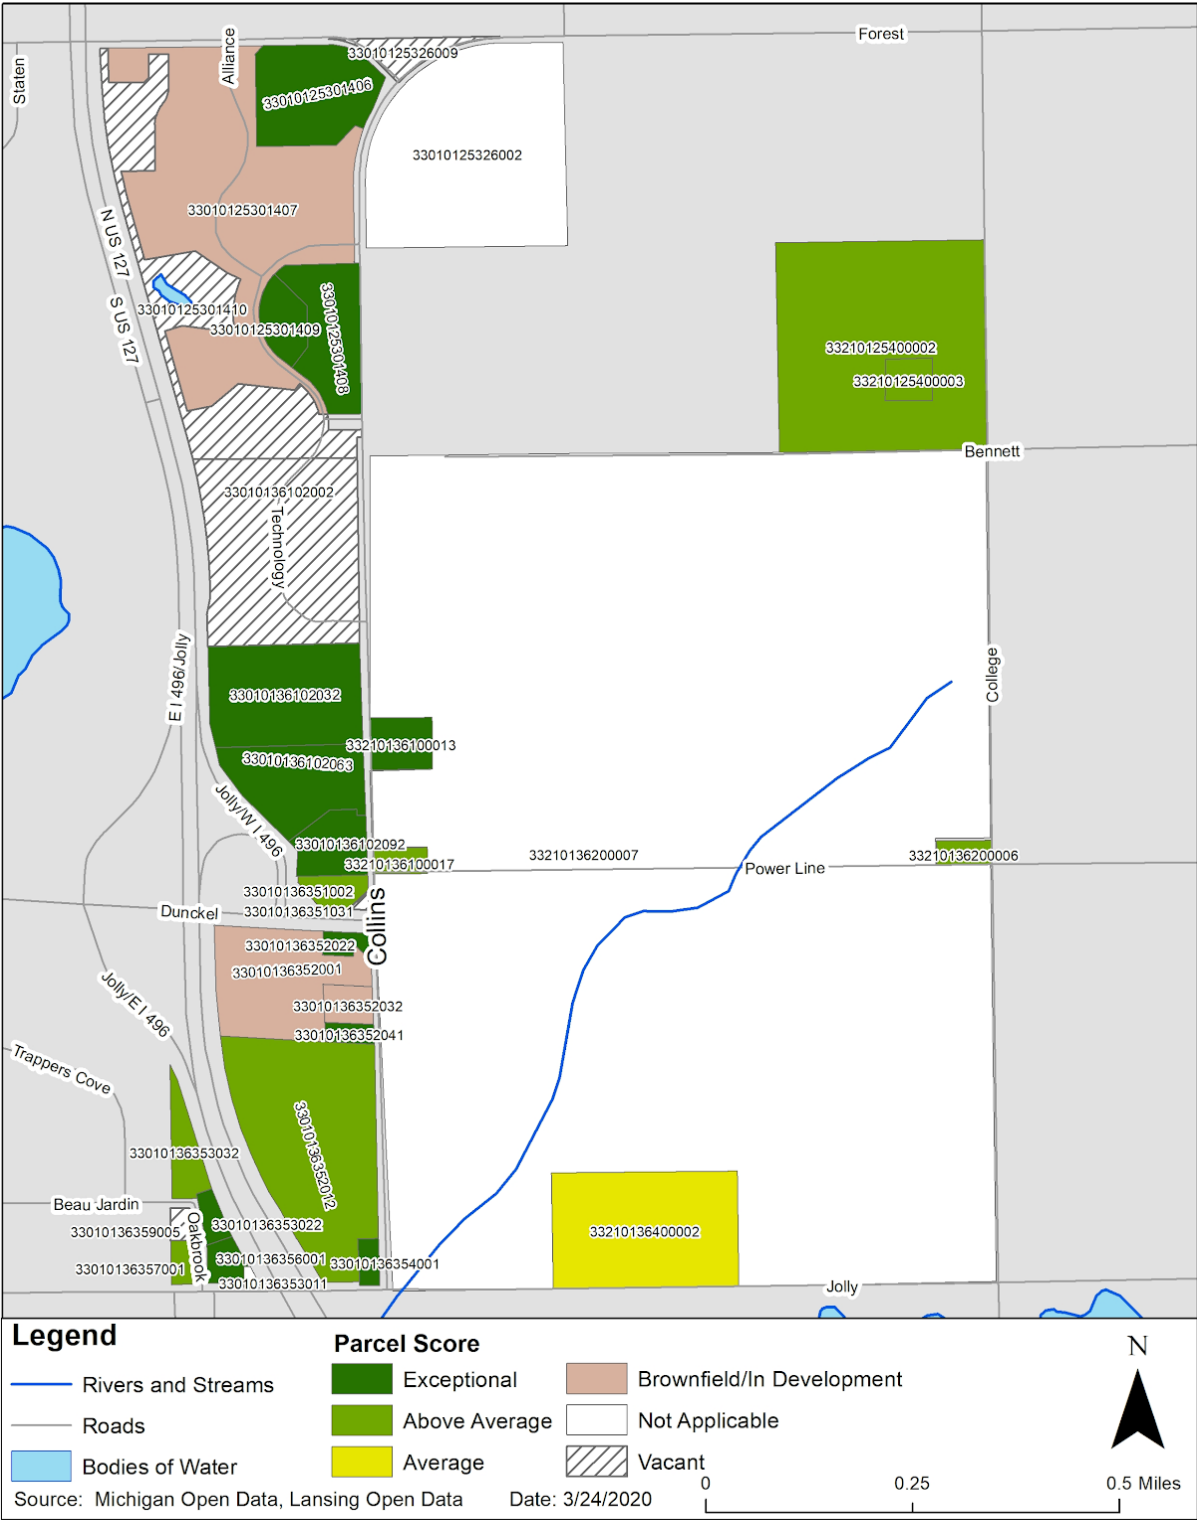 Forest
Alliance
Staten
33010125326009
33010125301406
33010125326002
33010125301407
N US 127
S US 127
33010125301410
33010125301409
33010125301408
33210125400002
33210125400003
Bennett
33010136102002
Technology
E I 496/Jolly
College
33010136102032
33210136100013
33010136102063
Jolly/W I 496
33010136102092
33210136100017
33210136200007
33210136200006
Power Line
33010136351002
Dunckel
33010136351031
Collins
33010136352022
33010136352001
Jolly/E I 496
33010136352032
33010136352041
Trappers Cove
33010136352012
33010136353032
Beau Jardin
33010136359005
Oakbrook
33010136353022
33210136400002
33010136357001
33010136356001
33010136354001
33010136353011
Jolly
Legend
Rivers and Streams
Roads
Bodies of Water
Parcel Score
Exceptional
Above Average
Average
Brownfield/In Development
Not Applicable
Vacant
N
0 0.25 0.5 Miles
Source: Michigan Open Data, Lansing Open Data Date: 3/24/2020